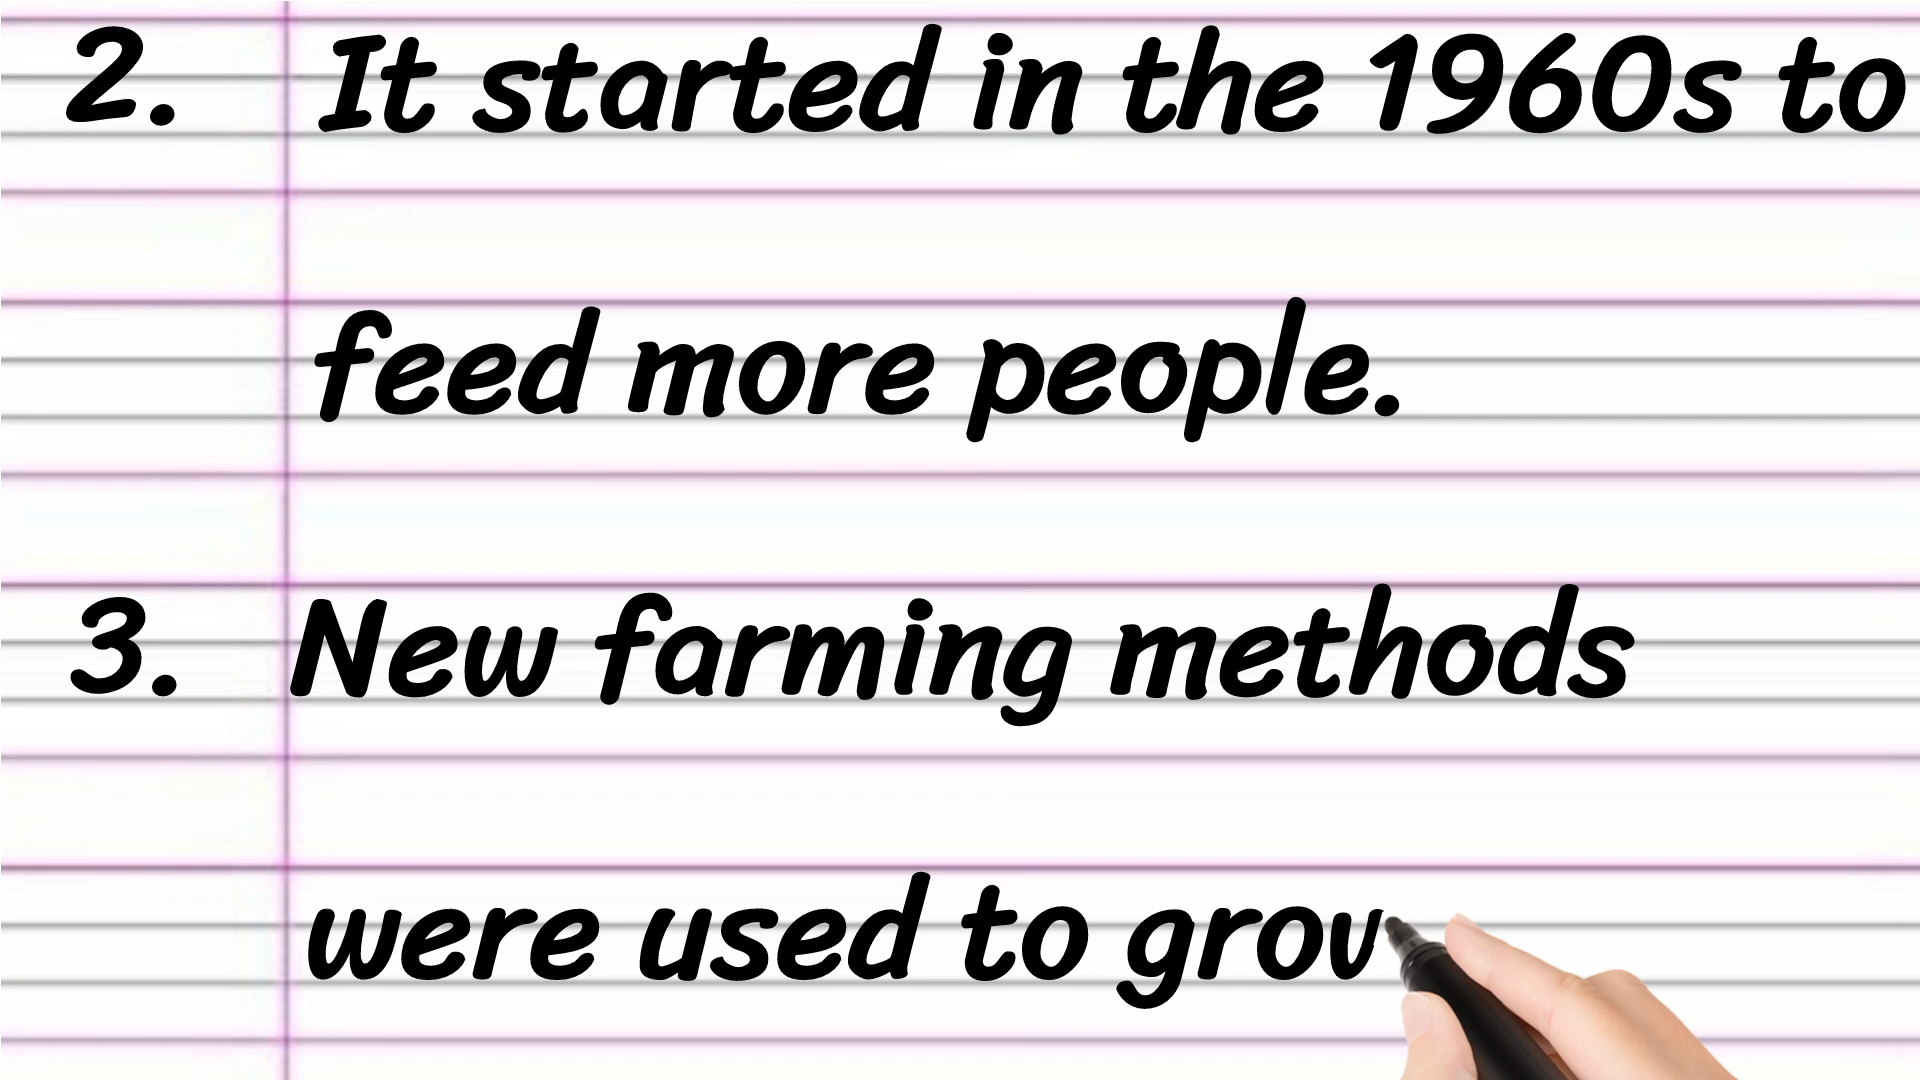 2. It started in the 1960s to
feed more people.
3. New farming methods
were used to grov